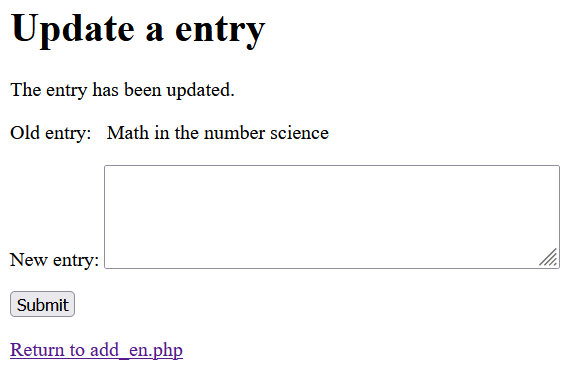 Update a entry
The entry has been updated.
Old entry: Math in the number science
New entry:
Submit
Return to add_en.php